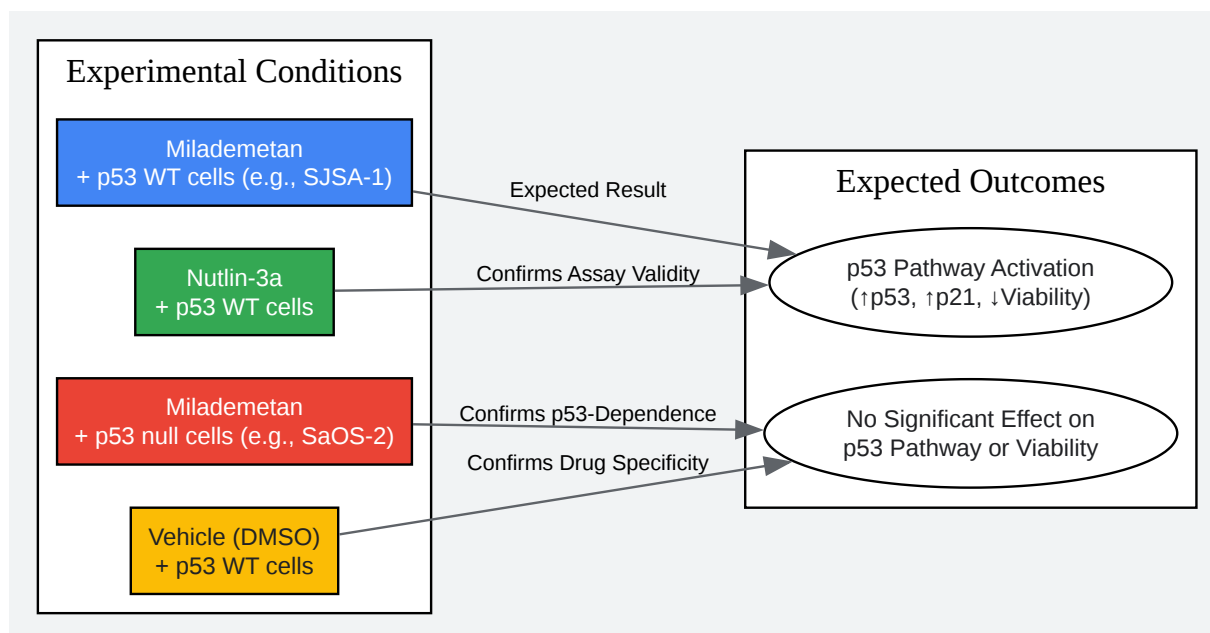 Experimental Conditions
Milademetan
+ p53 WT cells (e.g., SJSA-1)
Nutlin-3a
+ p53 WT cells
Milademetan
+ p53 null cells (e.g., SaOS-2)
Vehicle (DMSO)
+ p53 WT cells
Expected Result
Confirms Assay Validity
Confirms p53-Dependence
Confirms Drug Specificity
Expected Outcomes
p53 Pathway Activation
(↑p53, ↑p21, ↓Viability)
No Significant Effect on
p53 Pathway or Viability